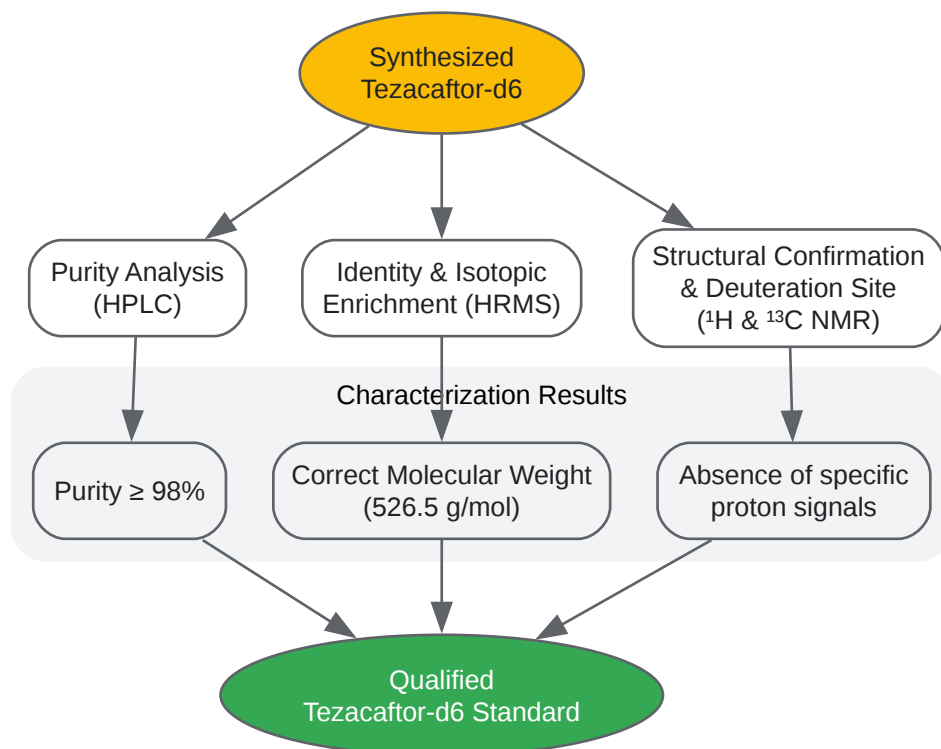 Synthesized
Tezacaftor-d6
Purity Analysis
(HPLC)
Identity & Isotopic
Enrichment (HRMS)
Structural Confirmation
& Deuteration Site
(¹H & ¹³C NMR)
Characterization Results
Purity ≥ 98%
Correct Molecular Weight
(526.5 g/mol)
Absence of specific
proton signals
Qualified
Tezacaftor-d6 Standard